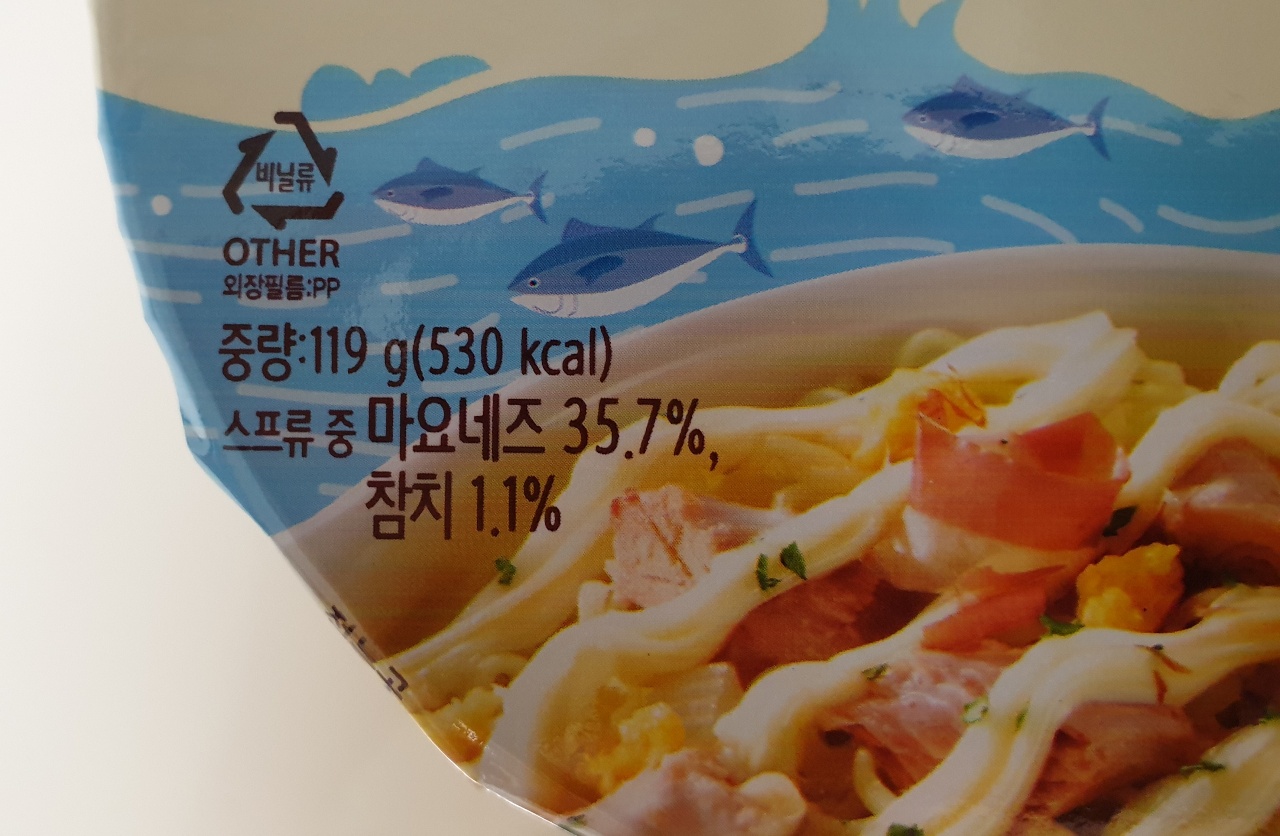 비닐류
OTHER
외장필름:PP
중량:119 g(530 kcal)
스프류 중 마요네즈 35.7%,
참치 1.1%